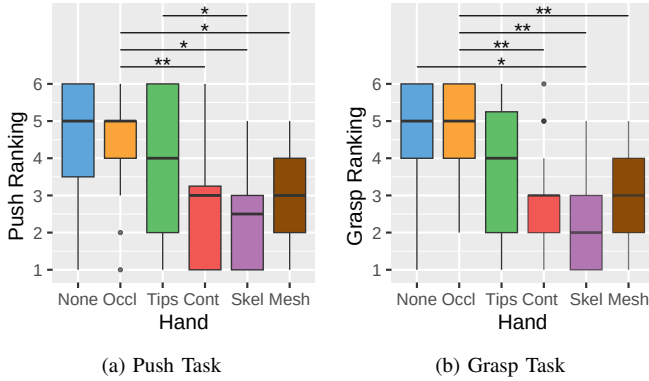 *
*
*
**
6
5
4
3
2
1
Push Ranking
None Occl Tips Cont Skel Mesh
Hand
(a) Push Task
**
**
**
*
6
5
4
3
2
1
Grasp Ranking
None Occl Tips Cont Skel Mesh
Hand
(b) Grasp Task